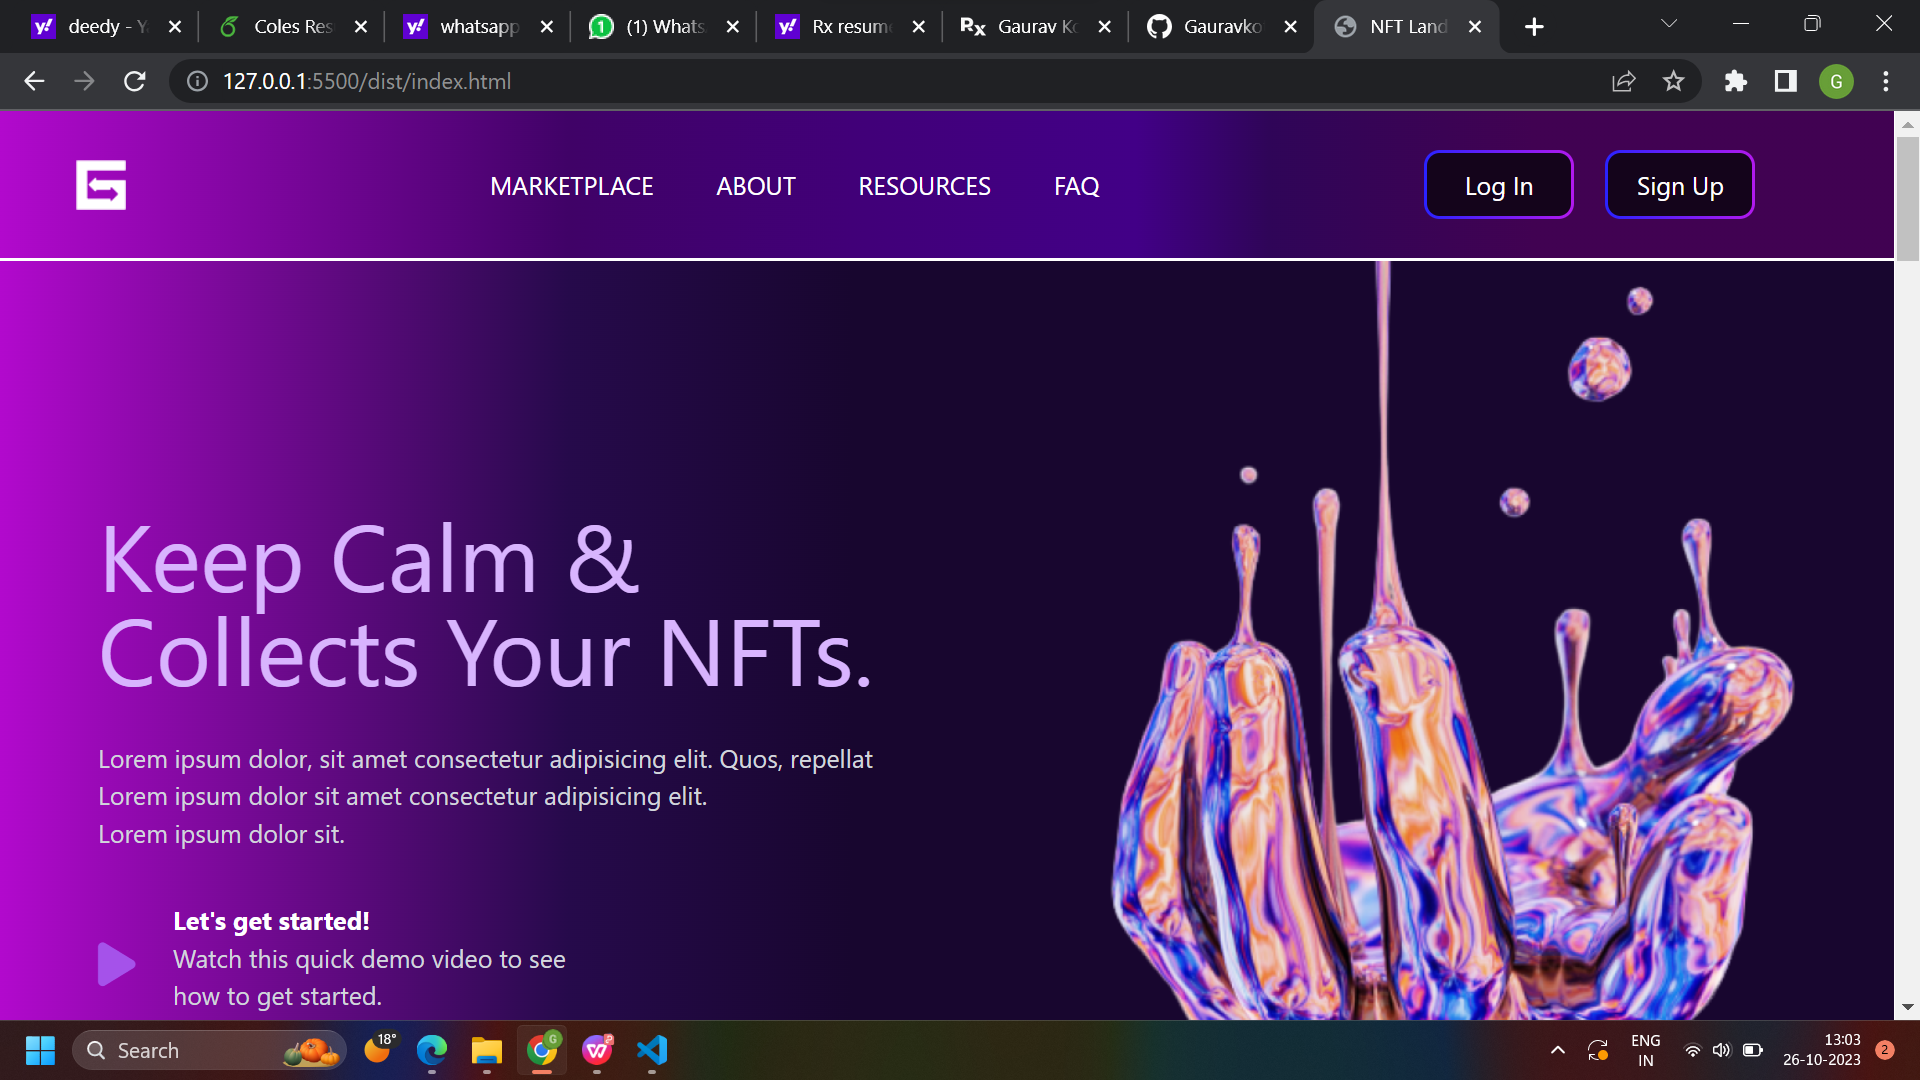 deedy - Y
Coles Res
whatsapp
(1) Whats
Rx resum
Rx
Gaurav Ko
Gauravko
NFT Land
127.0.0.1:5500/dist/index.html
G
MARKETPLACE
ABOUT
RESOURCES
FAQ
Log In
Sign Up
Keep Calm &
Collects Your NFTs.
Lorem ipsum dolor, sit amet consectetur adipisicing elit. Quos, repellat
Lorem ipsum dolor sit amet consectetur adipisicing elit.
Lorem ipsum dolor sit.
Let's get started!
Watch this quick demo video to see
how to get started.
Search
18°
ENG
IN
13:03
26-10-2023
2